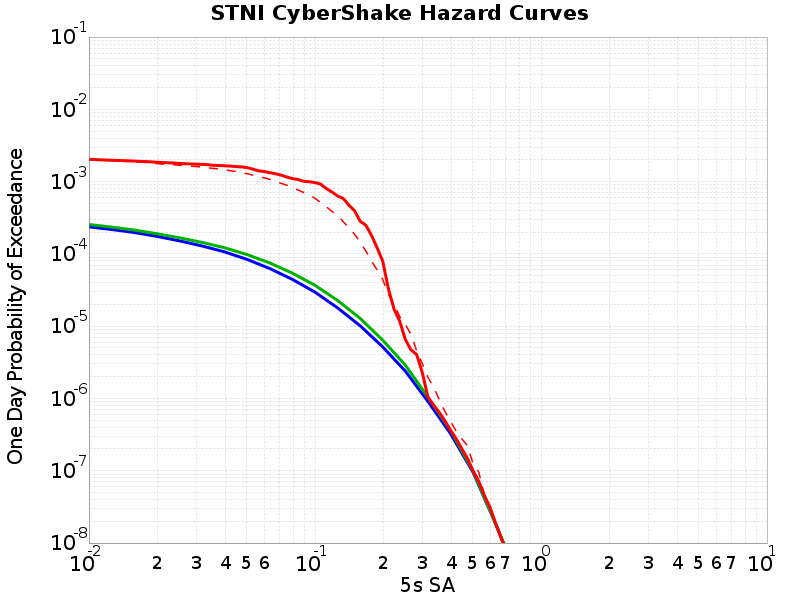 STNI CyberShake Hazard Curves
One Day Probability of Exceedance
10^-1
10^-2
10^-3
10^-4
10^-5
10^-6
10^-7
10^-8
10^-2 2 3 4 5 6 10^-1 2 3 4 5 6 7 10^0 2 3 4 5 6 7 10^1
5s SA